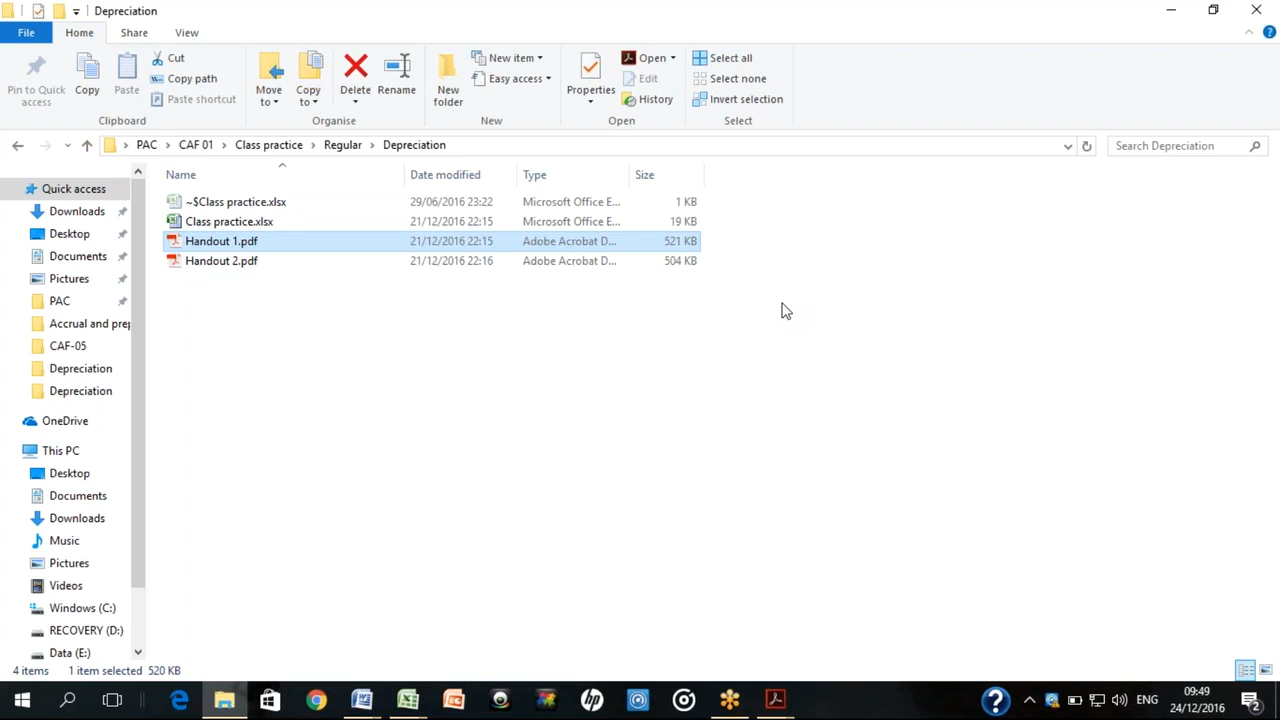 Depreciation
File Home Share View
Pin to Quick access
Copy
Paste
Cut
Copy path
Paste shortcut
Clipboard
Move to
Copy to
Delete
Rename
Organise
New folder
New item
Easy access
New
Properties
Open
Edit
History
Open
Select all
Select none
Invert selection
Select
PAC > CAF 01 > Class practice > Regular > Depreciation
Search Depreciation
Name Date modified Type Size
~$Class practice.xlsx 29/06/2016 23:22 Microsoft Office E... 1 KB
Class practice.xlsx 21/12/2016 22:15 Microsoft Office E... 19 KB
Handout 1.pdf 21/12/2016 22:15 Adobe Acrobat D... 521 KB
Handout 2.pdf 21/12/2016 22:16 Adobe Acrobat D... 504 KB
Quick access
Downloads
Desktop
Documents
Pictures
PAC
Accrual and prep
CAF-05
Depreciation
Depreciation
OneDrive
This PC
Desktop
Documents
Downloads
Music
Pictures
Videos
Windows (C:)
RECOVERY (D:)
Data (E:)
4 items 1 item selected 520 KB
ENG
09:49
24/12/2016
2